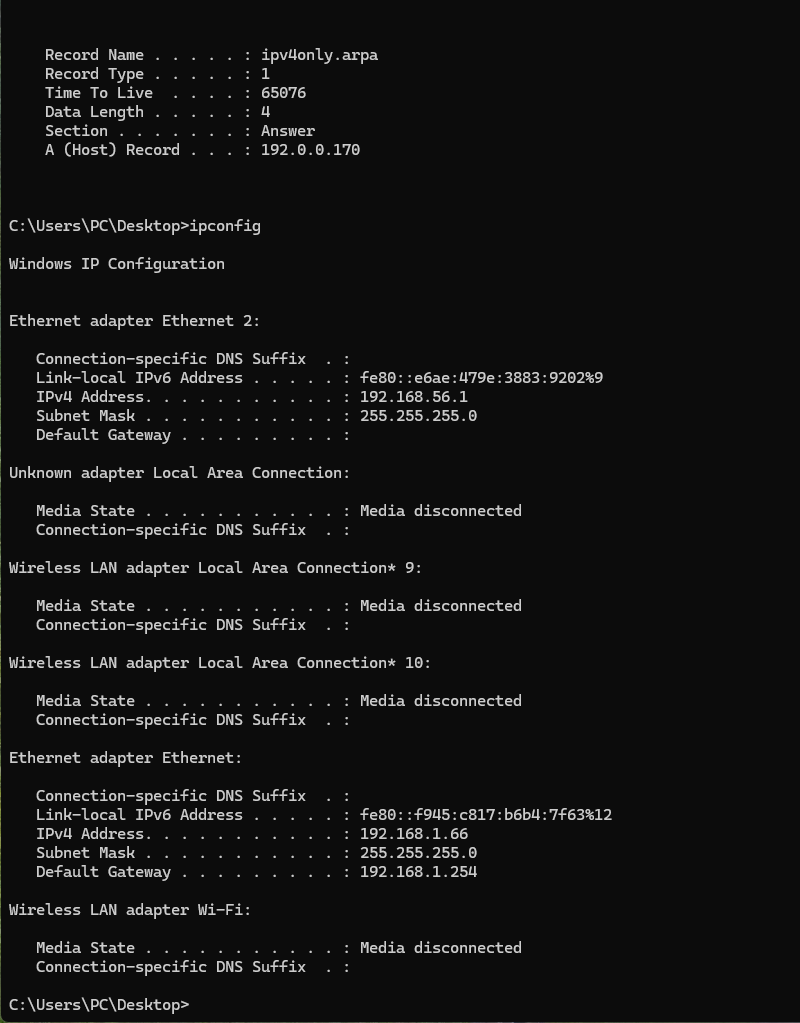 Record Name . . . . . : ipv4only.arpa
Record Type . . . . . : 1
Time To Live  . . . . : 65076
Data Length . . . . . : 4
Section . . . . . . . : Answer
A (Host) Record . . . : 192.0.0.170
C:\Users\PC\Desktop>ipconfig
Windows IP Configuration
Ethernet adapter Ethernet 2:
Connection-specific DNS Suffix  . :
Link-local IPv6 Address . . . . . : fe80::e6ae:479e:3883:9202%9
IPv4 Address. . . . . . . . . . . : 192.168.56.1
Subnet Mask . . . . . . . . . . . : 255.255.255.0
Default Gateway . . . . . . . . . :
Unknown adapter Local Area Connection:
Media State . . . . . . . . . . . : Media disconnected
Connection-specific DNS Suffix  . :
Wireless LAN adapter Local Area Connection* 9:
Media State . . . . . . . . . . . : Media disconnected
Connection-specific DNS Suffix  . :
Wireless LAN adapter Local Area Connection* 10:
Media State . . . . . . . . . . . : Media disconnected
Connection-specific DNS Suffix  . :
Ethernet adapter Ethernet:
Connection-specific DNS Suffix  . :
Link-local IPv6 Address . . . . . : fe80::f945:c817:b6b4:7f63%12
IPv4 Address. . . . . . . . . . . : 192.168.1.66
Subnet Mask . . . . . . . . . . . : 255.255.255.0
Default Gateway . . . . . . . . . : 192.168.1.254
Wireless LAN adapter Wi-Fi:
Media State . . . . . . . . . . . : Media disconnected
Connection-specific DNS Suffix  . :
C:\Users\PC\Desktop>